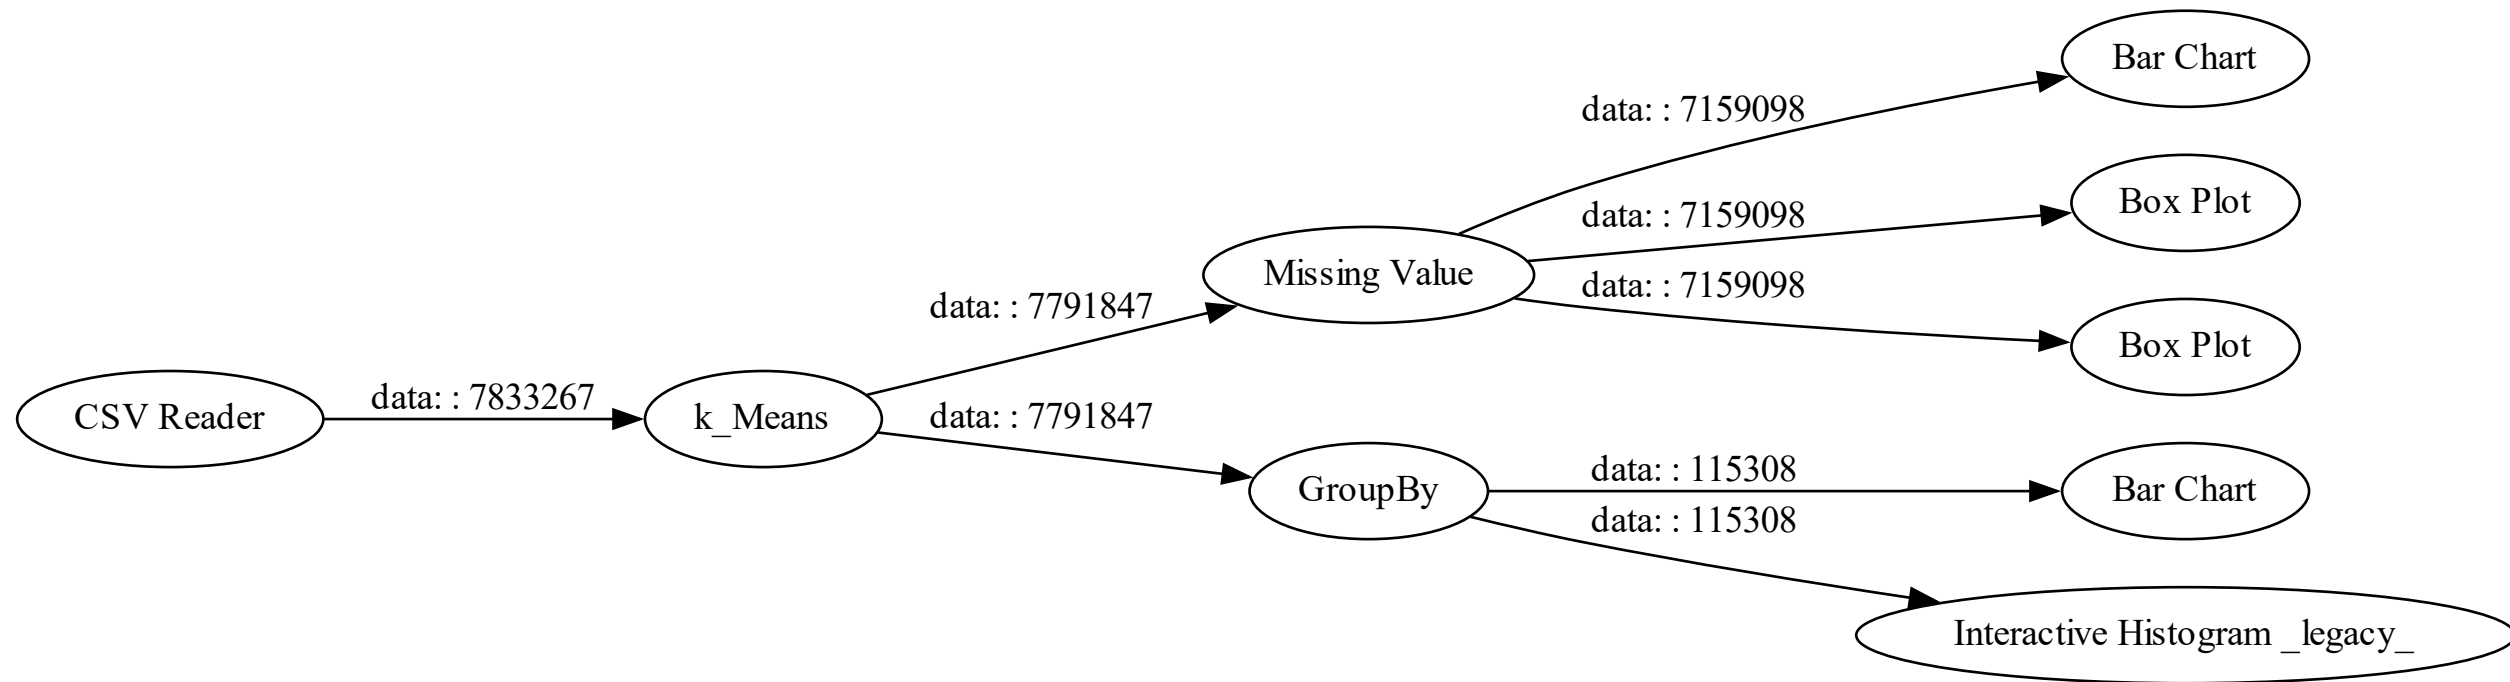 Bar Chart
data: : 7159098
Box Plot
data: : 7159098
Missing Value
data: : 7159098
data: : 7791847
Box Plot
CSV Reader
data: : 7833267
k_Means
data: : 7791847
GroupBy
data: : 115308
Bar Chart
data: : 115308
Interactive Histogram _legacy_